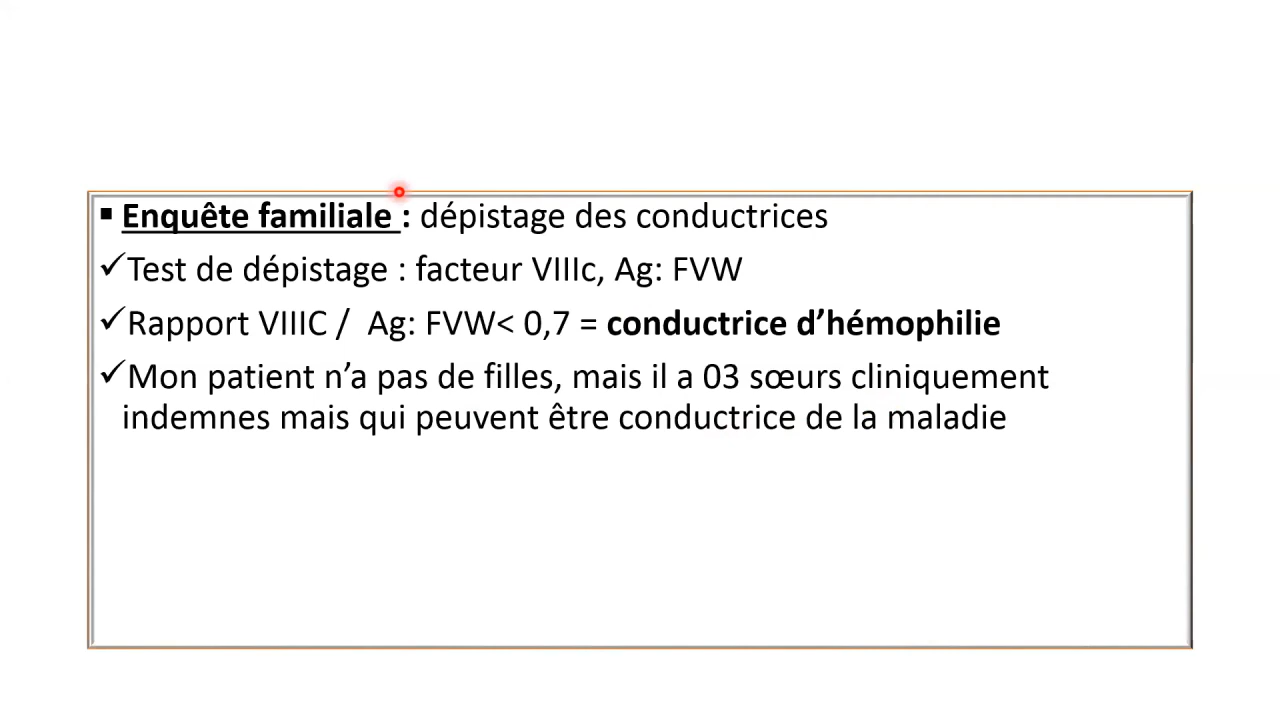 ▪ Enquête familiale : dépistage des conductrices
✓Test de dépistage : facteur VIIIc, Ag: FVW
✓Rapport VIIIC / Ag: FVW< 0,7 = conductrice d’hémophilie
✓Mon patient n’a pas de filles, mais il a 03 sœurs cliniquement
indemnes mais qui peuvent être conductrice de la maladie